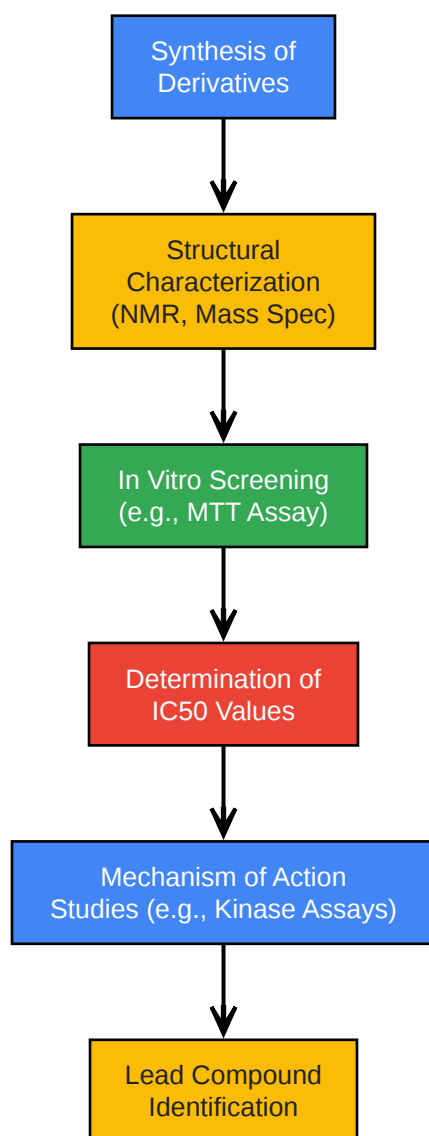 Synthesis of
Derivatives
Structural
Characterization
(NMR, Mass Spec)
In Vitro Screening
(e.g., MTT Assay)
Determination of
IC50 Values
Mechanism of Action
Studies (e.g., Kinase Assays)
Lead Compound
Identification